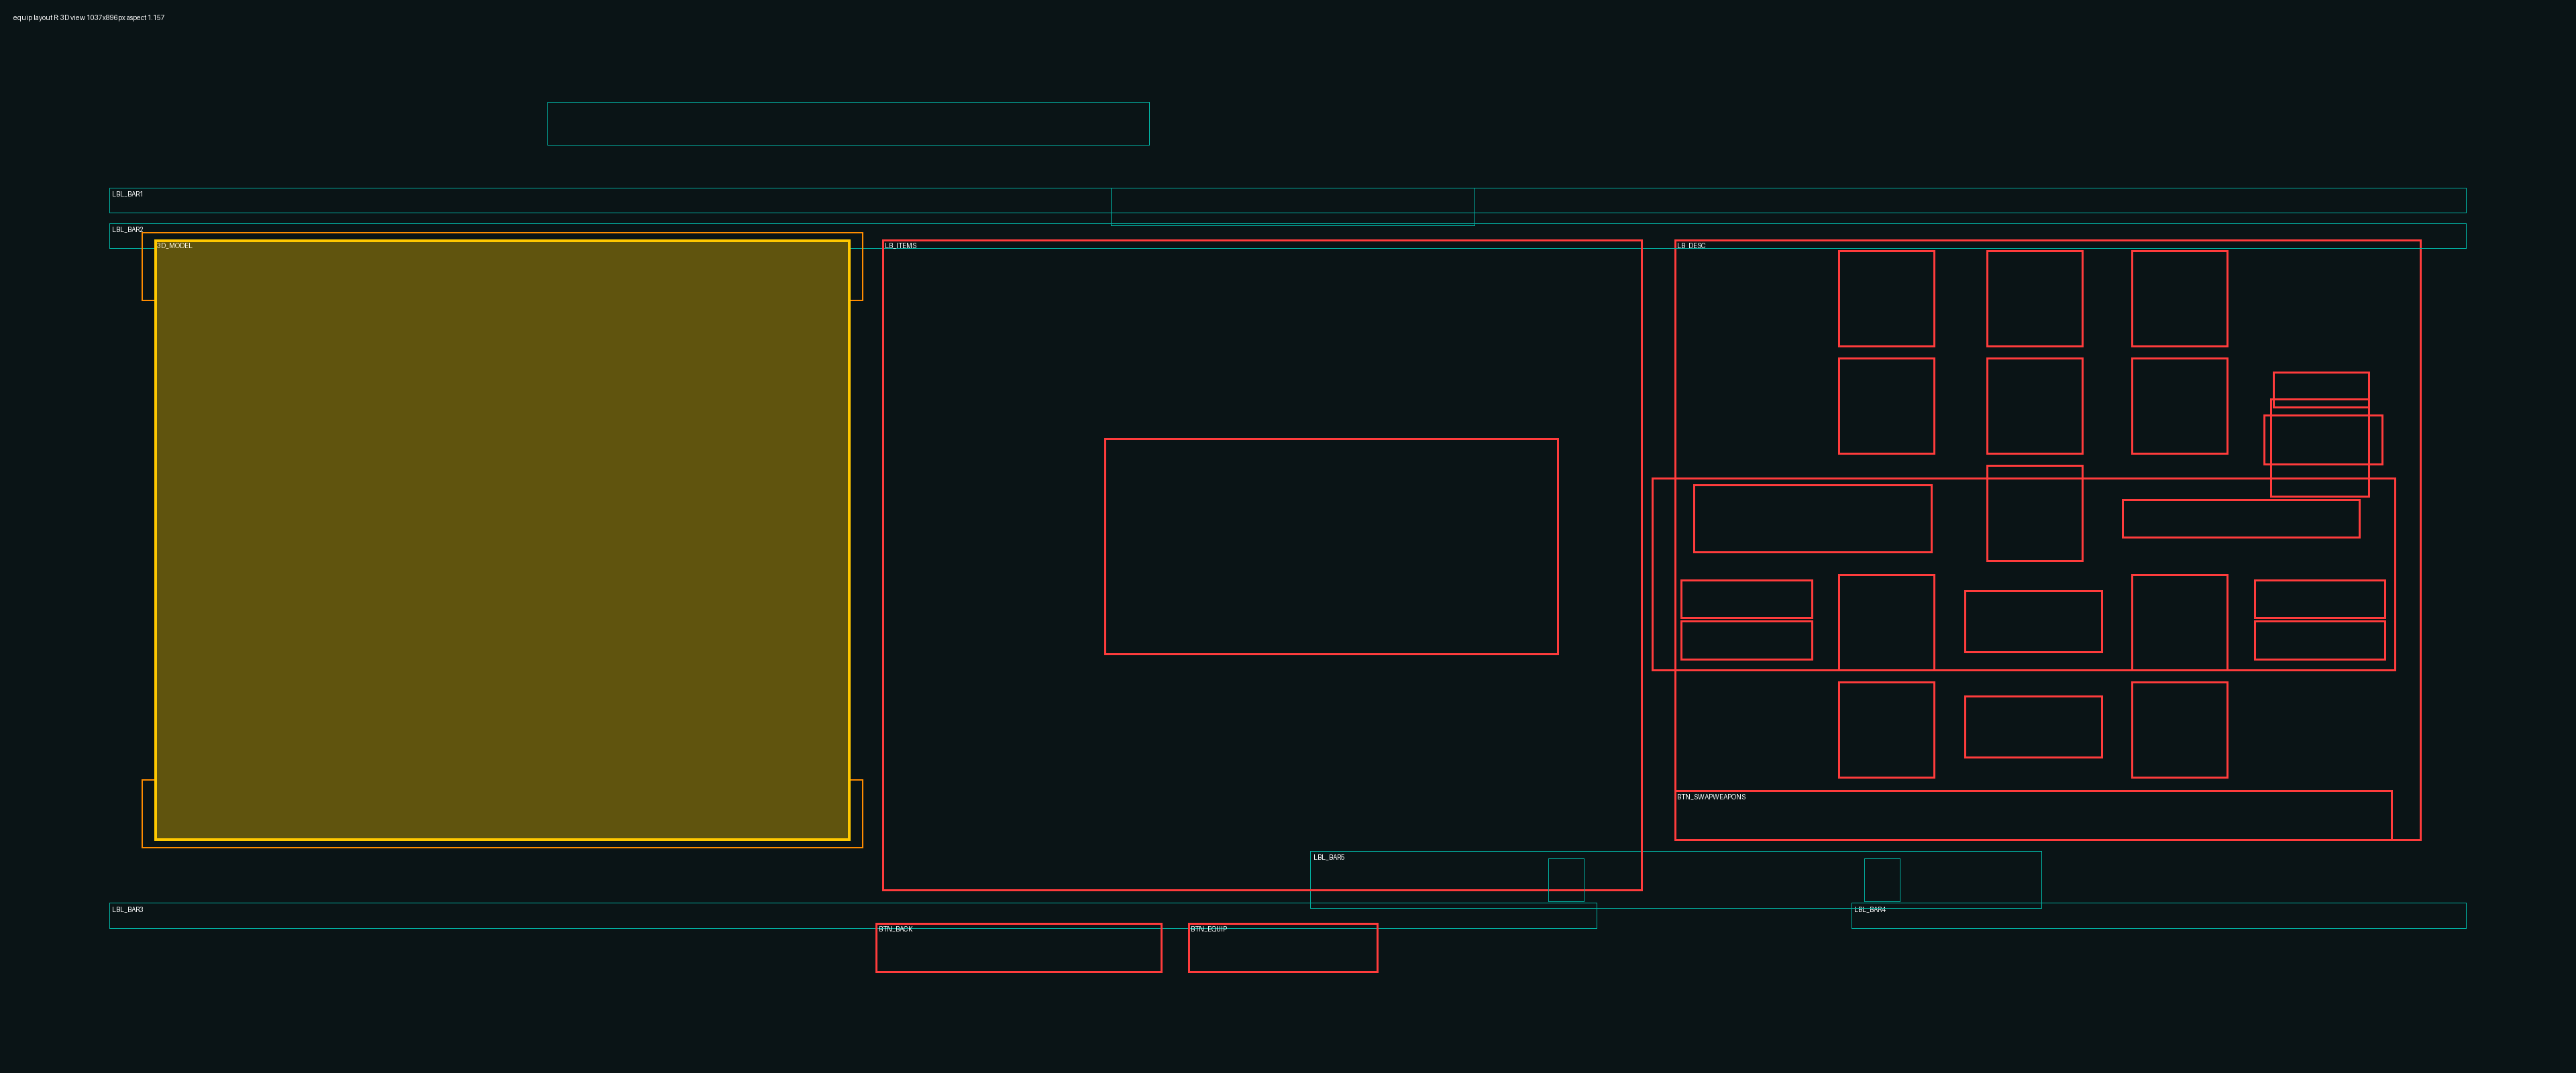 equip layout R 3D view 1037x896px aspect 1.157
LBL_BAR1
LBL_BAR2
3D_MODEL
LB_ITEMS
LB_DESC
BTN_SWAPWEAPONS
LBL_BAR5
LBL_BAR3
LBL_BAR4
BTN_BACK
BTN_EQUIP